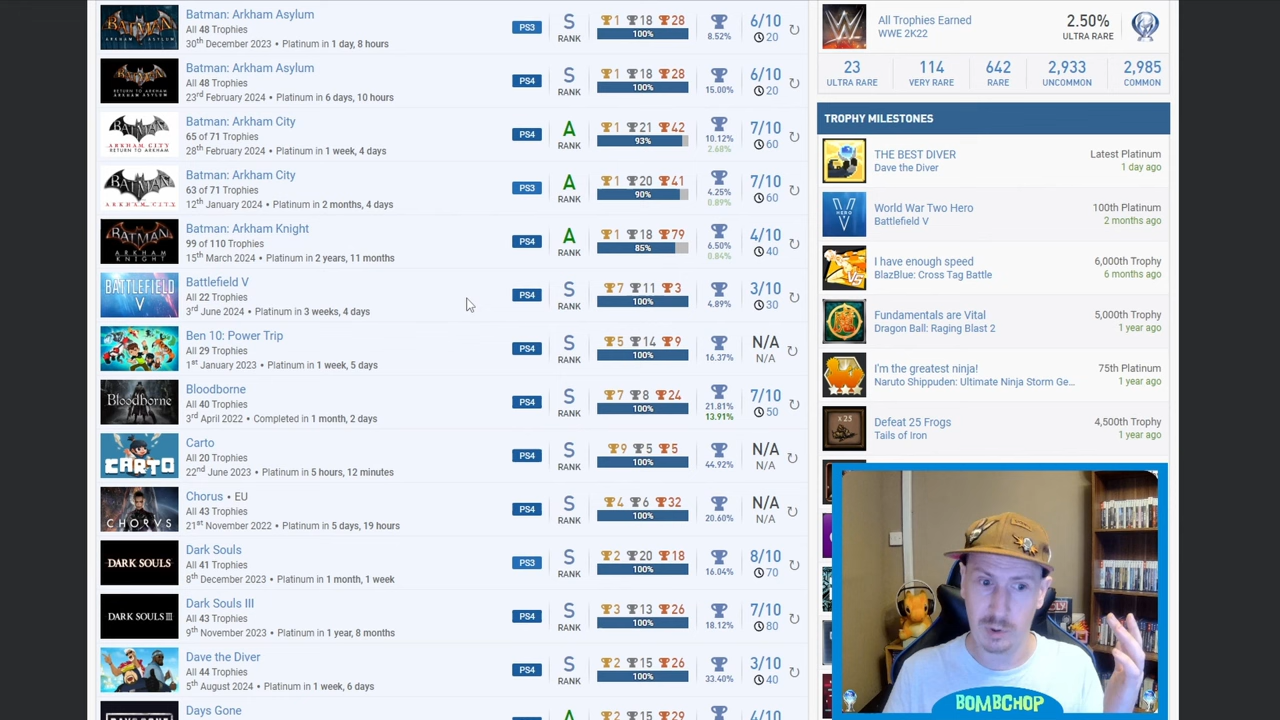 Batman: Arkham Asylum
All 48 Trophies
30th December 2023 • Platinum in 1 day, 8 hours
PS3
S
RANK
1 18 28
100%
8.52%
6/10
20
Batman: Arkham Asylum
All 48 Trophies
23rd February 2024 • Platinum in 6 days, 10 hours
PS4
S
RANK
1 18 28
100%
15.00%
6/10
20
Batman: Arkham City
65 of 71 Trophies
28th February 2024 • Platinum in 1 week, 4 days
PS4
A
RANK
1 21 42
93%
10.12%
2.68%
7/10
60
Batman: Arkham City
63 of 71 Trophies
12th January 2024 • Platinum in 2 months, 4 days
PS3
A
RANK
1 20 41
90%
4.25%
0.89%
7/10
60
BATMAN
ARKHAM
KNIGHT
Batman: Arkham Knight
99 of 110 Trophies
15th March 2024 • Platinum in 2 years, 11 months
PS4
A
RANK
1 18 79
85%
6.50%
0.84%
4/10
40
BATTLEFIELD
V
Battlefield V
All 22 Trophies
3rd June 2024 • Platinum in 3 weeks, 4 days
PS4
S
RANK
7 11 3
100%
4.89%
3/10
30
Ben 10: Power Trip
All 29 Trophies
1st January 2023 • Platinum in 1 week, 5 days
PS4
S
RANK
5 14 9
100%
16.37%
N/A
N/A
Bloodborne
Bloodborne
All 40 Trophies
3rd April 2022 • Completed in 1 month, 2 days
PS4
S
RANK
7 8 24
100%
21.81%
13.91%
7/10
50
CARTO
Carto
All 20 Trophies
22nd June 2023 • Platinum in 5 hours, 12 minutes
PS4
S
RANK
9 5 5
100%
44.92%
N/A
N/A
CHORVS
Chorus • EU
All 43 Trophies
21st November 2022 • Platinum in 5 days, 19 hours
PS4
S
RANK
4 6 32
100%
20.60%
N/A
N/A
DARK SOULS
Dark Souls
All 41 Trophies
8th December 2023 • Platinum in 1 month, 1 week
PS3
S
RANK
2 20 18
100%
16.04%
8/10
70
DARK SOULS III
Dark Souls III
All 43 Trophies
9th November 2023 • Platinum in 1 year, 8 months
PS4
S
RANK
3 13 26
100%
18.12%
7/10
80
Dave the Diver
All 44 Trophies
5th August 2024 • Platinum in 1 week, 6 days
PS4
S
RANK
2 15 26
100%
33.40%
3/10
40
Days Gone
2 15 29
All Trophies Earned
WWE 2K22
2.50%
ULTRA RARE
23
ULTRA RARE
114
VERY RARE
642
RARE
2,933
UNCOMMON
2,985
COMMON
TROPHY MILESTONES
THE BEST DIVER
Dave the Diver
Latest Platinum
1 day ago
World War Two Hero
Battlefield V
100th Platinum
2 months ago
I have enough speed
BlazBlue: Cross Tag Battle
6,000th Trophy
6 months ago
Fundamentals are Vital
Dragon Ball: Raging Blast 2
5,000th Trophy
1 year ago
I'm the greatest ninja!
Naruto Shippuden: Ultimate Ninja Storm Ge...
75th Platinum
1 year ago
X 25
Defeat 25 Frogs
Tails of Iron
4,500th Trophy
1 year ago
BOMBCHOP